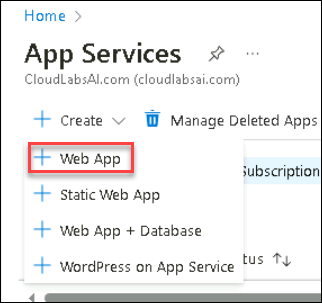 Home >
App Services
CloudLabsAI.com (cloudlabsai.com)
+ Create Manage Deleted Apps
+ Web App
Subscription
+ Static Web App
+ Web App + Database
+ WordPress on App Service
tus ↑↓